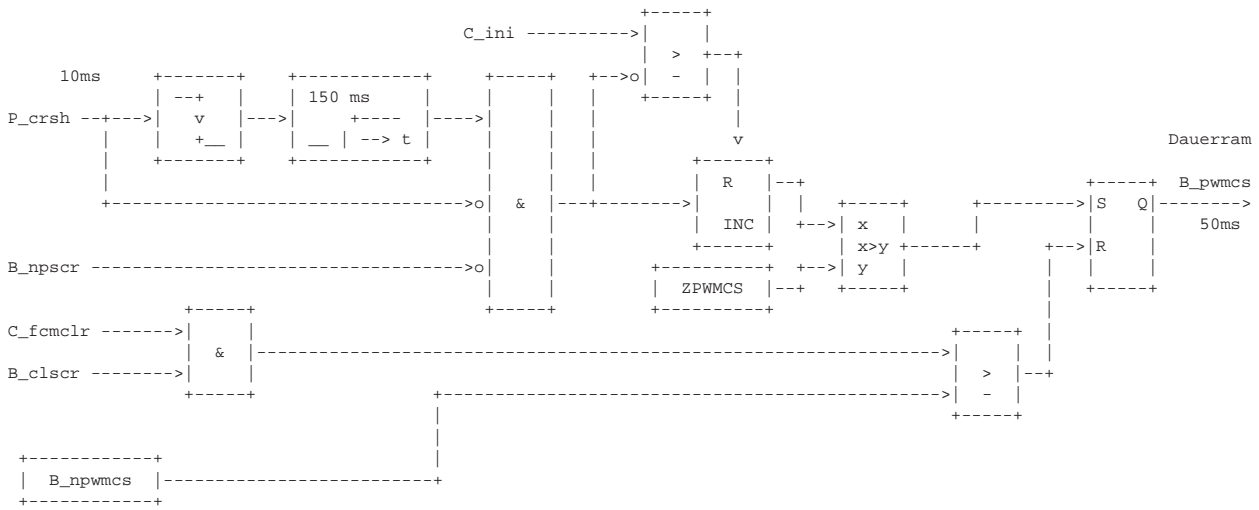 C_ini
>
10ms
-
150 ms
P_crsh
v
t
v
Dauerram
R
B_pwmcs
&
S Q
INC
x
50ms
x>y
R
B_npscr
y
ZPWMCS
C_fcmclr
&
B_clscr
>
-
B_npwmcs